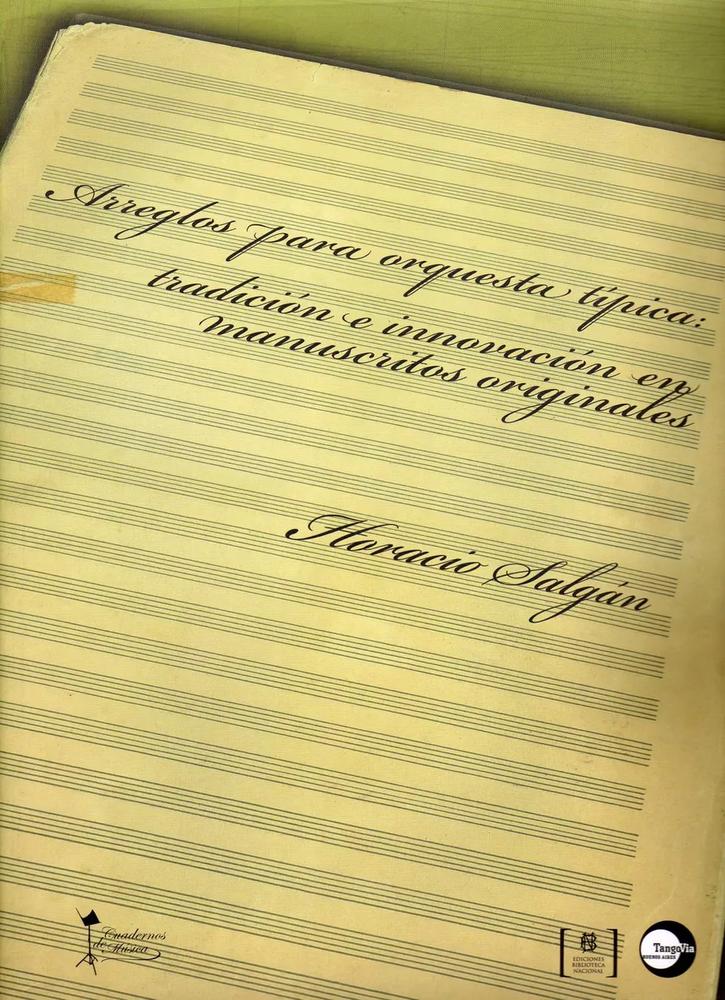 Arreglos para orquesta típica:
tradición e innovación en
manuscritos originales
Horacio Salgán
Cuadernos
de Música
EDICIONES
BIBLIOTECA
NACIONAL
TangoVia
BUENOS AIRES